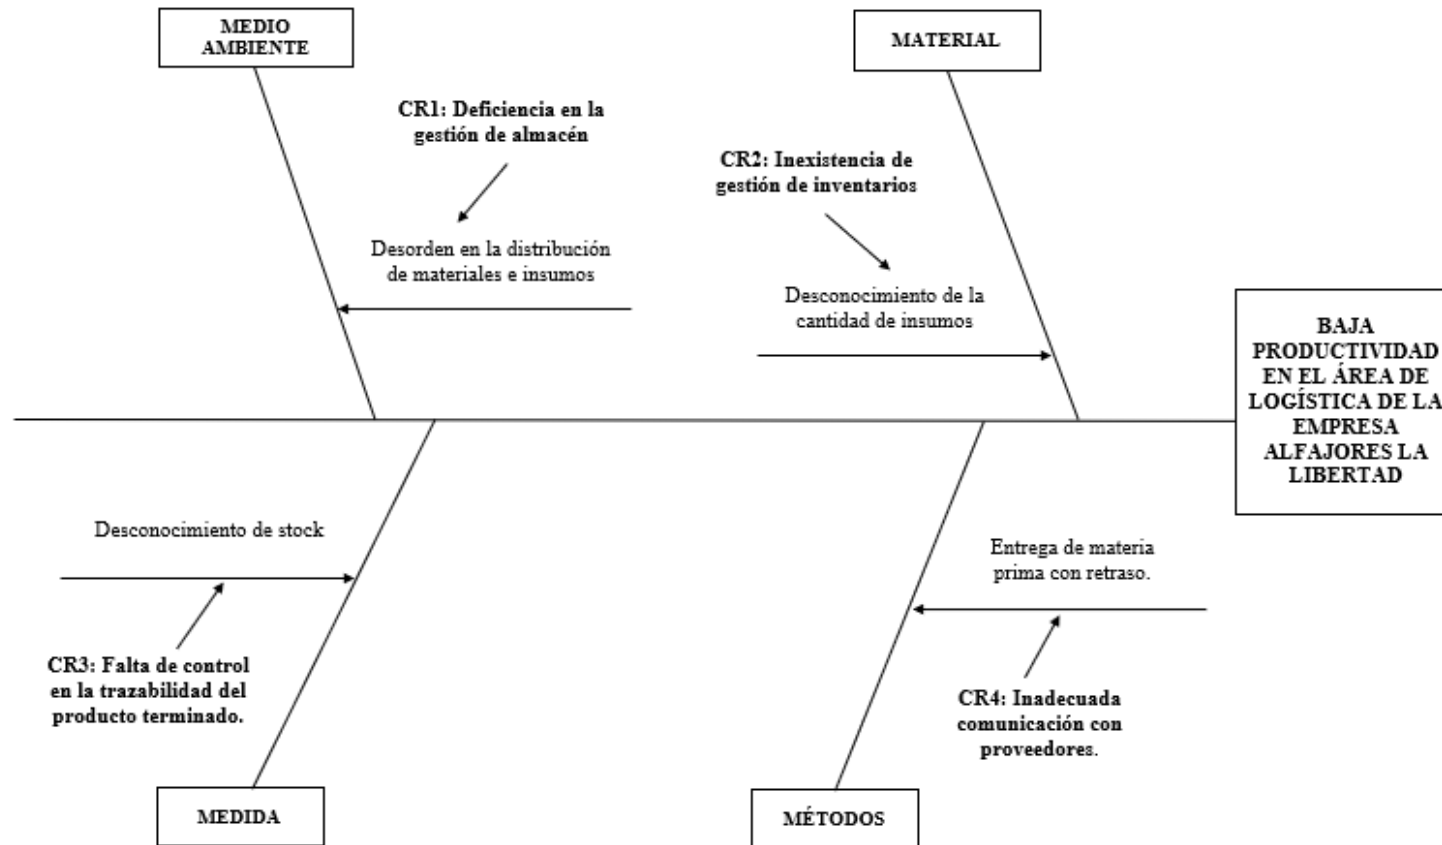 MEDIO
AMBIENTE
MATERIAL
CR1: Deficiencia en la
gestión de almacén
CR2: Inexistencia de
gestión de inventarios
Desorden en la distribución
de materiales e insumos
Desconocimiento de la
cantidad de insumos
BAJA
PRODUCTIVIDAD
EN EL ÁREA DE
LOGÍSTICA DE LA
EMPRESA
ALFAJORES LA
LIBERTAD
Desconocimiento de stock
Entrega de materia
prima con retraso.
CR3: Falta de control
en la trazabilidad del
producto terminado.
CR4: Inadecuada
comunicación con
proveedores.
MEDIDA
MÉTODOS